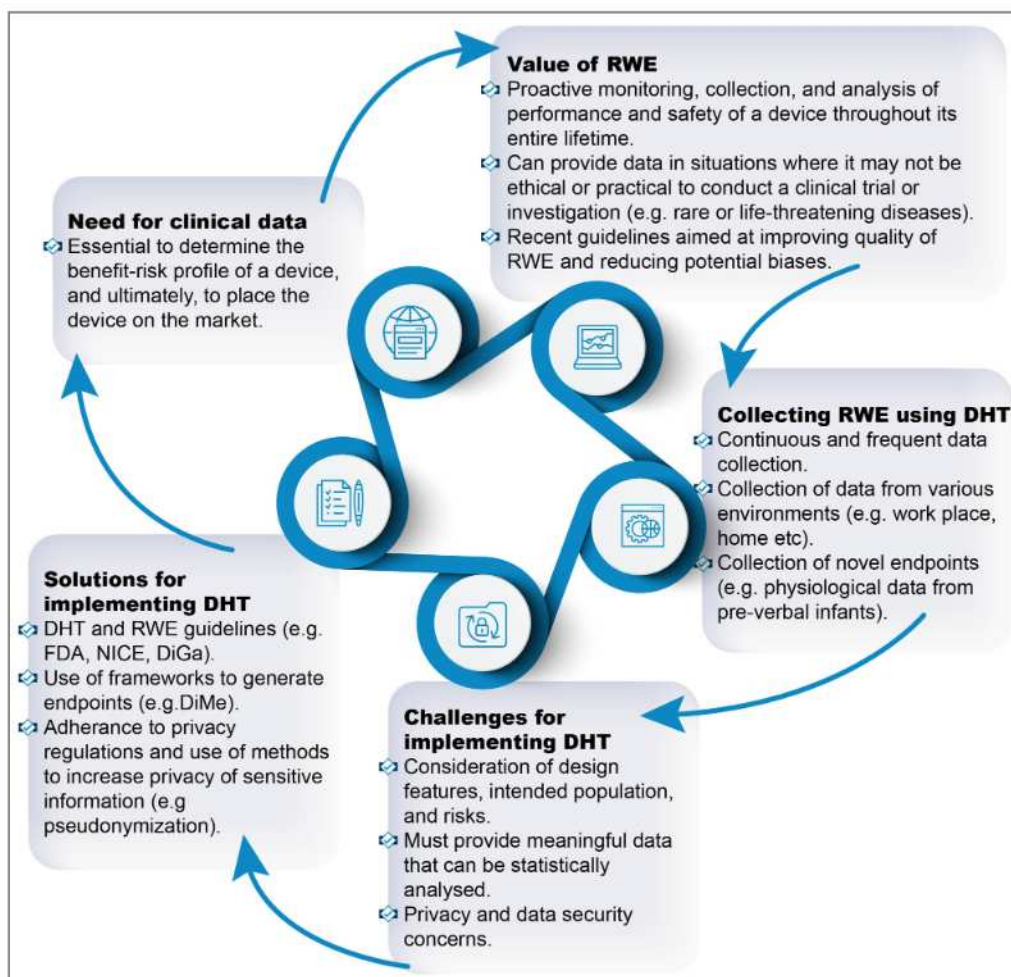 Value of RWE
Proactive monitoring, collection, and analysis of
performance and safety of a device throughout its
entire lifetime.
Can provide data in situations where it may not be
ethical or practical to conduct a clinical trial or
investigation (e.g. rare or life-threatening diseases).
Recent guidelines aimed at improving quality of
RWE and reducing potential biases.
Need for clinical data
Essential to determine the
benefit-risk profile of a device,
and ultimately, to place the
device on the market.
Collecting RWE using DHT
Continuous and frequent data
collection.
Collection of data from various
environments (e.g. work place,
home etc).
Collection of novel endpoints
(e.g. physiological data from
pre-verbal infants).
Solutions for
implementing DHT
DHT and RWE guidelines (e.g.
FDA, NICE, DiGa).
Use of frameworks to generate
endpoints (e.g.DiMe).
Adherance to privacy
regulations and use of methods
to increase privacy of sensitive
information (e.g
pseudonymization).
Challenges for
implementing DHT
Consideration of design
features, intended population,
and risks.
Must provide meaningful data
that can be statistically
analysed.
Privacy and data security
concerns.